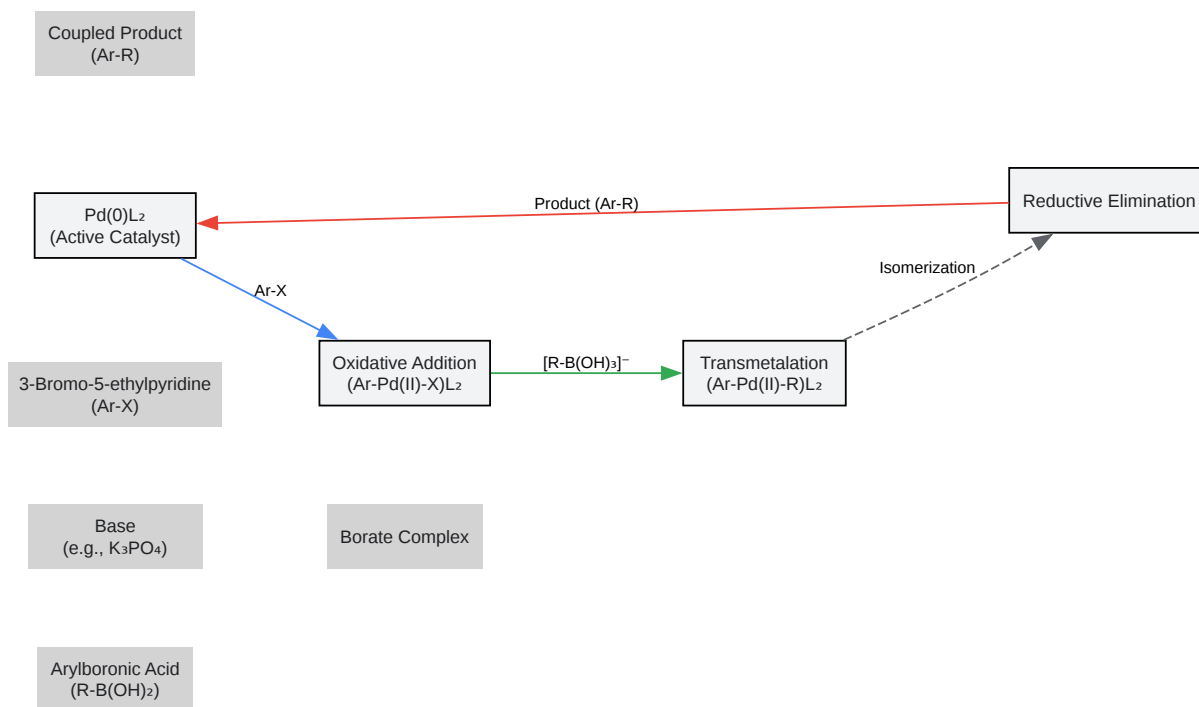 Coupled Product
(Ar-R)
Pd(0)L₂
(Active Catalyst)
Product (Ar-R)
Reductive Elimination
Isomerization
Ar-X
Oxidative Addition
(Ar-Pd(II)-X)L₂
[R-B(OH)₃]⁻
Transmetalation
(Ar-Pd(II)-R)L₂
3-Bromo-5-ethylpyridine
(Ar-X)
Base
(e.g., K₃PO₄)
Borate Complex
Arylboronic Acid
(R-B(OH)₂)